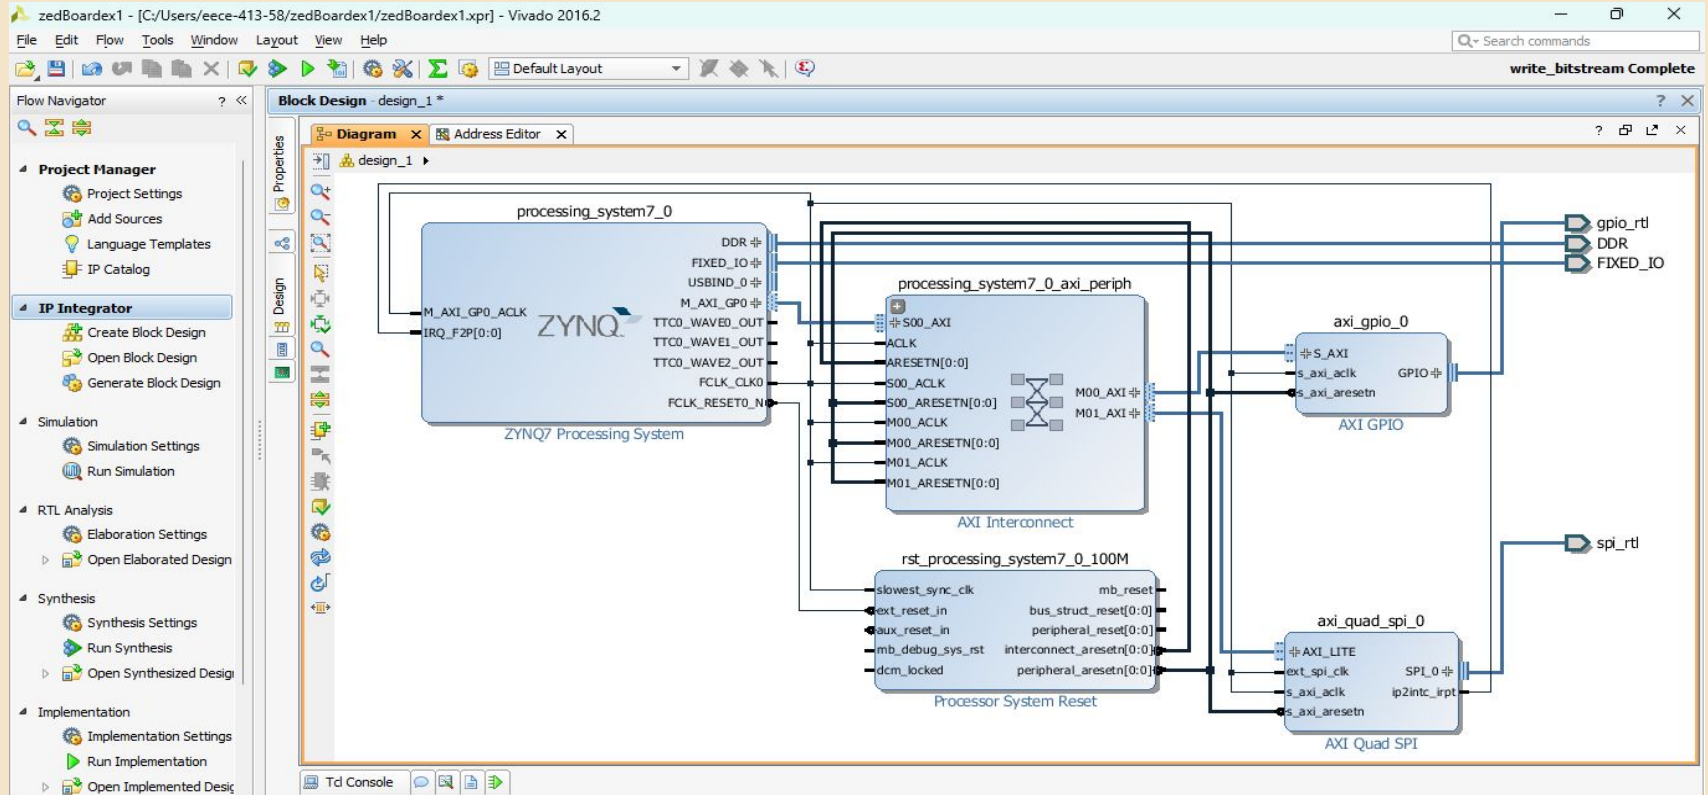 zedBoardex1 - [C:/Users/eece-413-58/zedBoardex1/zedBoardex1.xpr] - Vivado 2016.2
File Edit Flow Tools Window Layout View Help
Search commands
Default Layout
write_bitstream Complete
Flow Navigator
Project Manager
Project Settings
Add Sources
Language Templates
IP Catalog
IP Integrator
Create Block Design
Open Block Design
Generate Block Design
Simulation
Simulation Settings
Run Simulation
RTL Analysis
Elaboration Settings
Open Elaborated Design
Synthesis
Synthesis Settings
Run Synthesis
Open Synthesized Desig
Implementation
Implementation Settings
Run Implementation
Open Implemented Desig
Block Design - design_1 *
Properties
Design
Diagram
Address Editor
design_1
processing_system7_0
DDR
FIXED_IO
USBIND_0
M_AXI_GP0
TTC0_WAVE0_OUT
TTC0_WAVE1_OUT
TTC0_WAVE2_OUT
FCLK_CLK0
FCLK_RESET0_N
M_AXI_GP0_ACLK
IRQ_F2P[0:0]
ZYNQ
ZYNQ7 Processing System
processing_system7_0_axi_periph
S00_AXI
ACLK
ARESETN[0:0]
S00_ACLK
S00_ARESETN[0:0]
M00_ACLK
M00_ARESETN[0:0]
M01_ACLK
M01_ARESETN[0:0]
M00_AXI
M01_AXI
AXI Interconnect
rst_processing_system7_0_100M
slowest_sync_clk
ext_reset_in
aux_reset_in
mb_debug_sys_rst
dcm_locked
mb_reset
bus_struct_reset[0:0]
peripheral_reset[0:0]
interconnect_aresetn[0:0]
peripheral_aresetn[0:0]
Processor System Reset
axi_gpio_0
S_AXI
s_axi_aclk
s_axi_aresetn
GPIO
AXI GPIO
axi_quad_spi_0
AXI_LITE
ext_spi_clk
s_axi_aclk
s_axi_aresetn
SPI_0
ip2intc_irpt
AXI Quad SPI
gpio_rtl
DDR
FIXED_IO
spi_rtl
Tcl Console